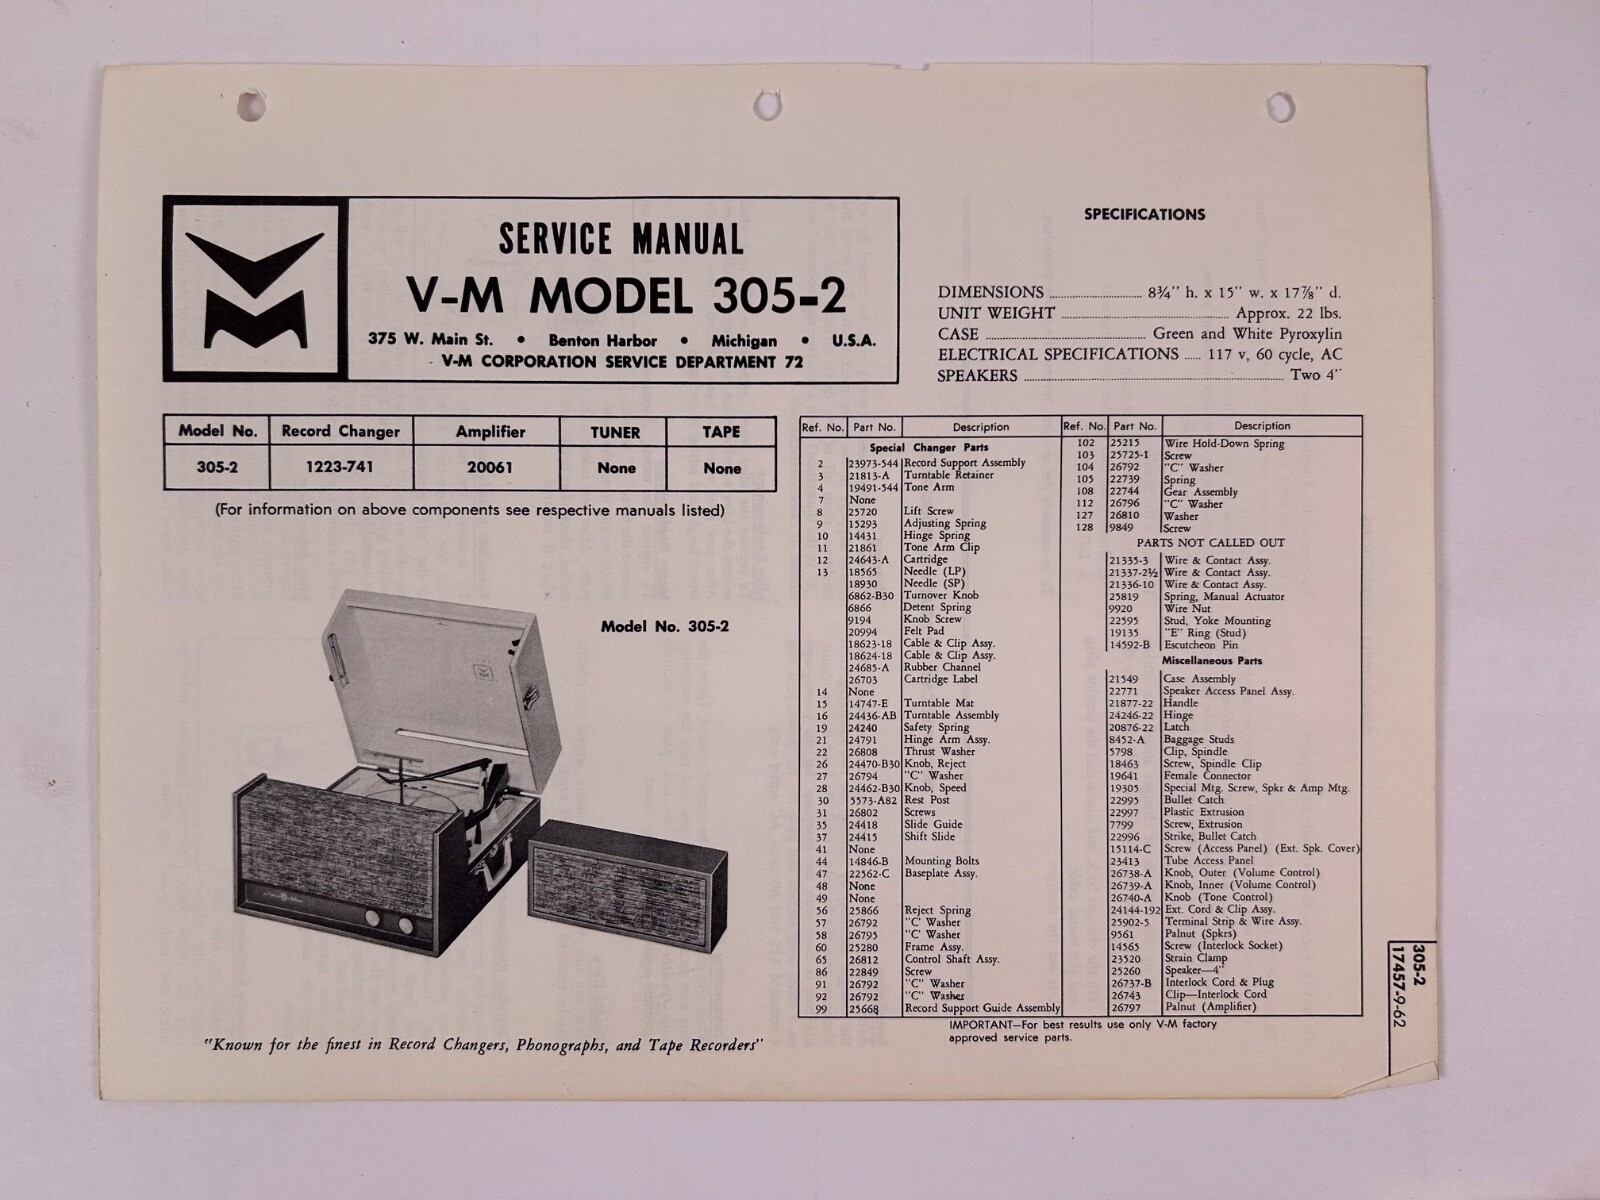 SERVICE MANUAL
V-M MODEL 305-2
375 W. Main St. • Benton Harbor • Michigan • U.S.A.
V-M CORPORATION SERVICE DEPARTMENT 72
SPECIFICATIONS
DIMENSIONS ........ 8¾" h. x 15" w. x 17⅞" d.
UNIT WEIGHT ........ Approx. 22 lbs.
CASE ........ Green and White Pyroxylin
ELECTRICAL SPECIFICATIONS ..... 117 v, 60 cycle, AC
SPEAKERS ........ Two 4"
Model No. Record Changer Amplifier TUNER TAPE
305-2 1223-741 20061 None None
(For information on above components see respective manuals listed)
Model No. 305-2
"Known for the finest in Record Changers, Phonographs, and Tape Recorders"
Ref. No. Part No. Description
Special Changer Parts
2 23973-544 Record Support Assembly
3 21813-A Turntable Retainer
4 19491-544 Tone Arm
7 None
8 25720 Lift Screw
9 15293 Adjusting Spring
10 14431 Hinge Spring
11 21861 Tone Arm Clip
12 24643-A Cartridge
13 18565 Needle (LP)
18930 Needle (SP)
6862-B30 Turnover Knob
6866 Detent Spring
9194 Knob Screw
20994 Felt Pad
18623-18 Cable & Clip Assy.
18624-18 Cable & Clip Assy.
24685-A Rubber Channel
26703 Cartridge Label
14 None
15 14747-E Turntable Mat
16 24436-AB Turntable Assembly
19 24240 Safety Spring
21 24791 Hinge Arm Assy.
22 26808 Thrust Washer
26 24470-B30 Knob, Reject
27 26794 "C" Washer
28 24462-B30 Knob, Speed
30 5573-A82 Rest Post
31 26802 Screws
35 24418 Slide Guide
37 24415 Shift Slide
41 None
44 14846-B Mounting Bolts
47 22562-C Baseplate Assy.
48 None
49 None
56 25866 Reject Spring
57 26792 "C" Washer
58 26795 "C" Washer
60 25280 Frame Assy.
65 26812 Control Shaft Assy.
86 22849 Screw
91 26792 "C" Washer
92 26792 "C" Washer
99 25668 Record Support Guide Assembly
Ref. No. Part No. Description
102 25215 Wire Hold-Down Spring
103 25725-1 Screw
104 26792 "C" Washer
105 22739 Spring
108 22744 Gear Assembly
112 26796 "C" Washer
127 26810 Washer
128 9849 Screw
PARTS NOT CALLED OUT
21335-3 Wire & Contact Assy.
21337-2½ Wire & Contact Assy.
21336-10 Wire & Contact Assy.
25819 Spring, Manual Actuator
9920 Wire Nut
22595 Stud, Yoke Mounting
19135 "E" Ring (Stud)
14592-B Escutcheon Pin
Miscellaneous Parts
21549 Case Assembly
22771 Speaker Access Panel Assy.
21877-22 Handle
24246-22 Hinge
20876-22 Latch
8452-A Baggage Studs
5798 Clip, Spindle
18463 Screw, Spindle Clip
19641 Female Connector
19305 Special Mtg. Screw, Spkr & Amp Mtg.
22995 Bullet Catch
22997 Plastic Extrusion
7799 Screw, Extrusion
22996 Strike, Bullet Catch
15114-C Screw (Access Panel) (Ext. Spk. Cover)
23413 Tube Access Panel
26738-A Knob, Outer (Volume Control)
26739-A Knob, Inner (Volume Control)
26740-A Knob (Tone Control)
24144-192 Ext. Cord & Clip Assy.
25902-5 Terminal Strip & Wire Assy.
9561 Palnut (Spkrs)
14565 Screw (Interlock Socket)
23520 Strain Clamp
25260 Speaker—4"
26737-B Interlock Cord & Plug
26743 Clip—Interlock Cord
26797 Palnut (Amplifier)
IMPORTANT—For best results use only V-M factory
approved service parts.
305-2
17457-9-62